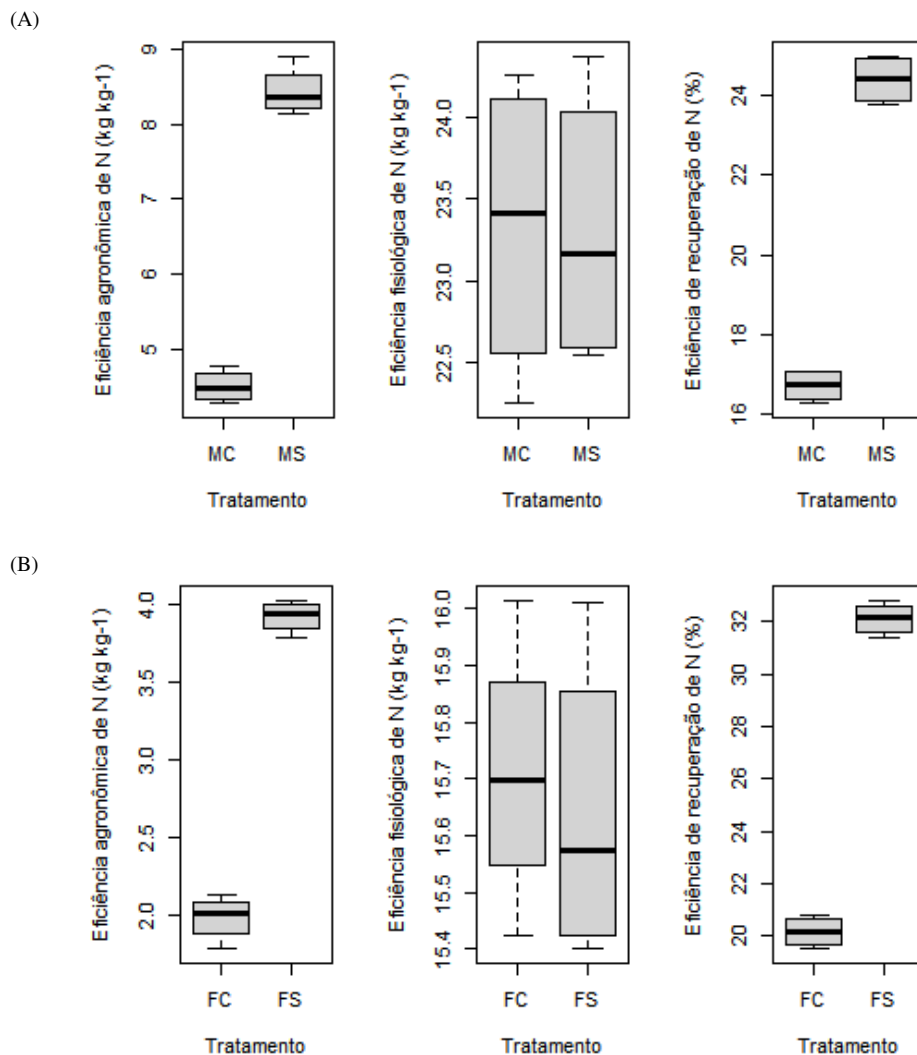 (A)
Eficiência agronômica de N (kg kg-1)
9
8
7
6
5
MC MS
Tratamento
Eficiência fisiológica de N (kg kg-1)
24.0
23.5
23.0
22.5
MC MS
Tratamento
Eficiência de recuperação de N (%)
24
22
20
18
16
MC MS
Tratamento
(B)
Eficiência agronômica de N (kg kg-1)
4.0
3.5
3.0
2.5
2.0
FC FS
Tratamento
Eficiência fisiológica de N (kg kg-1)
16.0
15.9
15.8
15.7
15.6
15.5
15.4
FC FS
Tratamento
Eficiência de recuperação de N (%)
32
30
28
26
24
22
20
FC FS
Tratamento